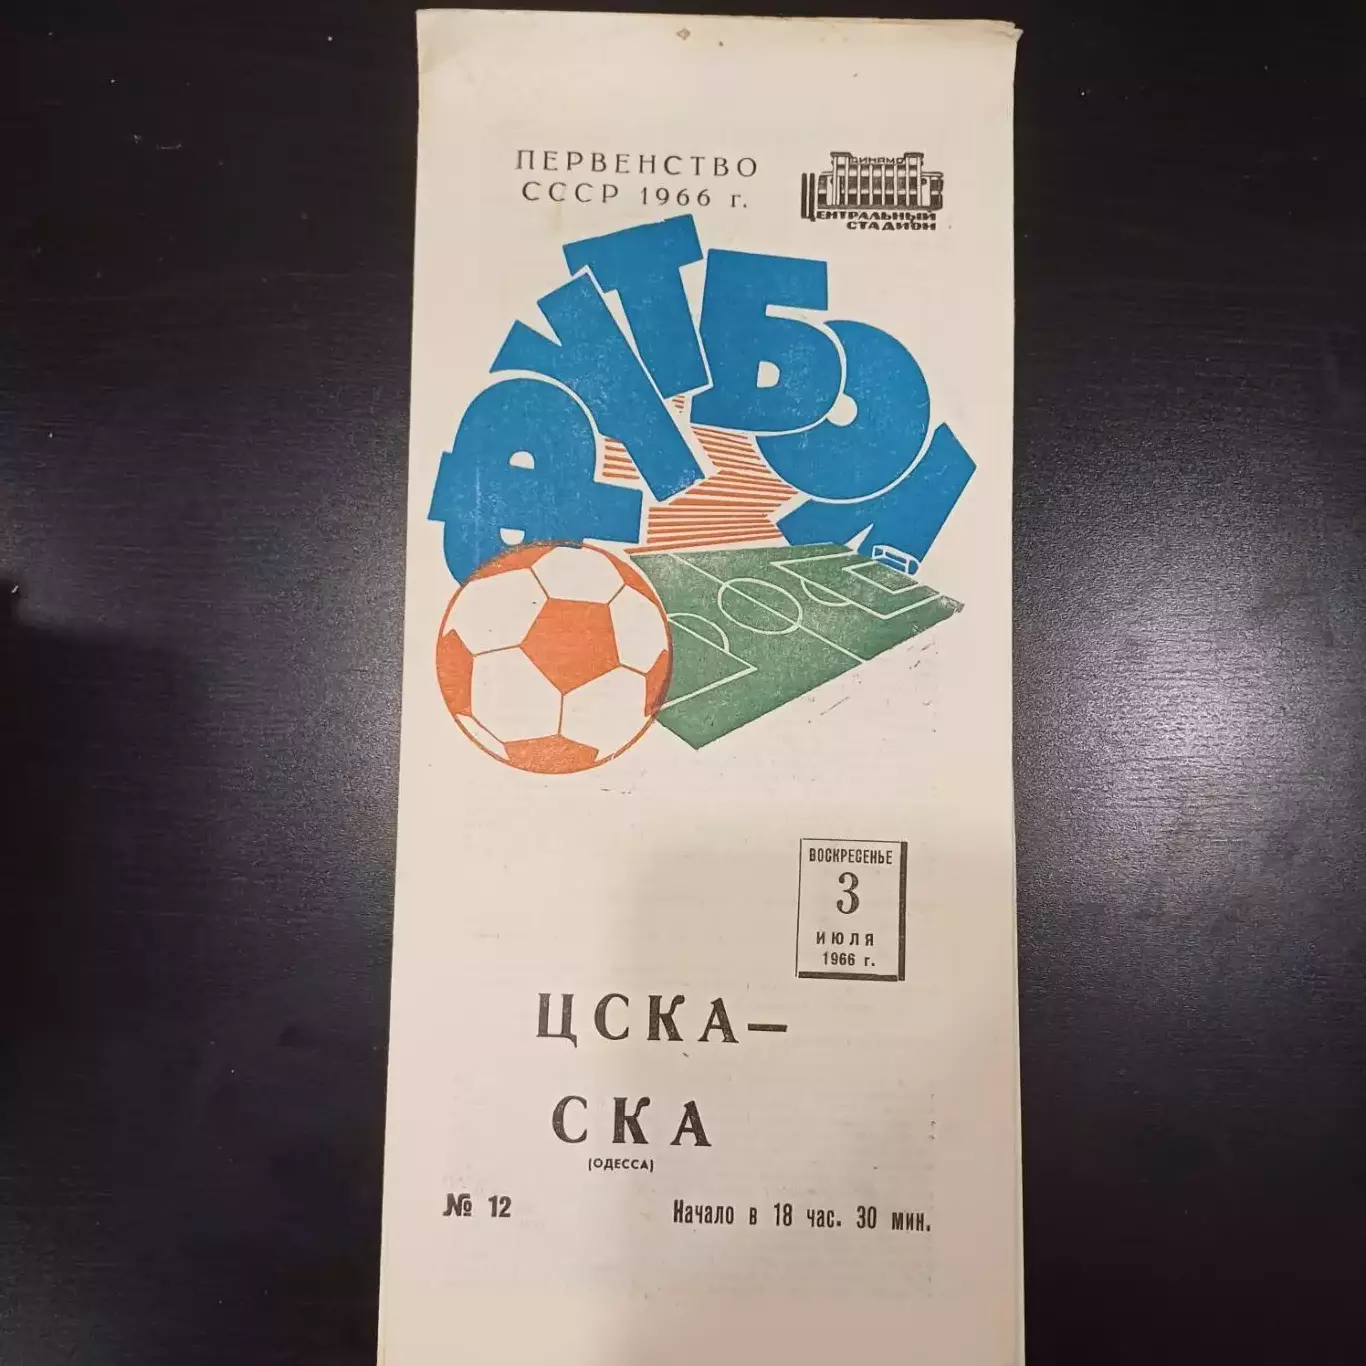 ПЕРВЕНСТВО
СССР 1966 г.
ДИНАМО
ЦЕНТРАЛЬНЫЙ
СТАДИОН
ФУТБОЛ
ВОСКРЕСЕНЬЕ
3
ИЮЛЯ
1966 г.
ЦСКА—
СКА
(ОДЕССА)
№ 12
Начало в 18 час. 30 мин.